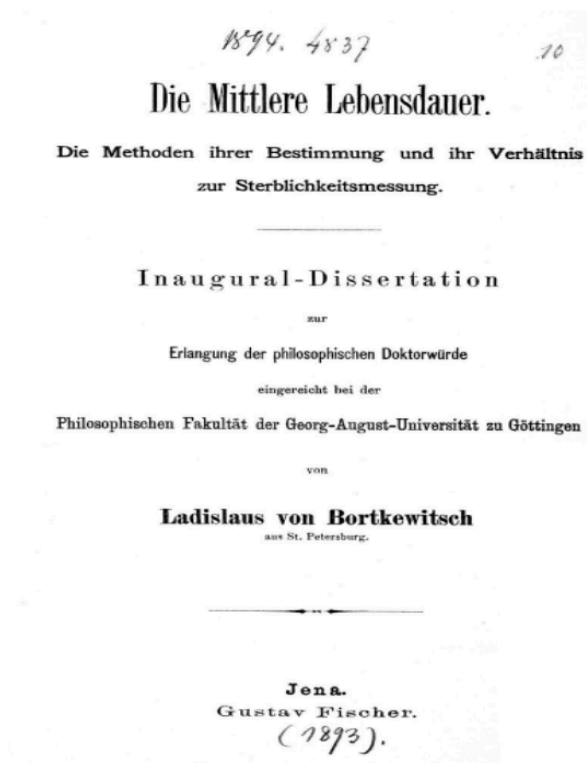 1894. 4837
10
Die Mittlere Lebensdauer.
Die Methoden ihrer Bestimmung und ihr Verhältnis
zur Sterblichkeitsmessung.
Inaugural-Dissertation
zur
Erlangung der philosophischen Doktorwürde
eingereicht bei der
Philosophischen Fakultät der Georg-August-Universität zu Göttingen
von
Ladislaus von Bortkewitsch
aus St. Petersburg.
Jena.
Gustav Fischer.
(1893).